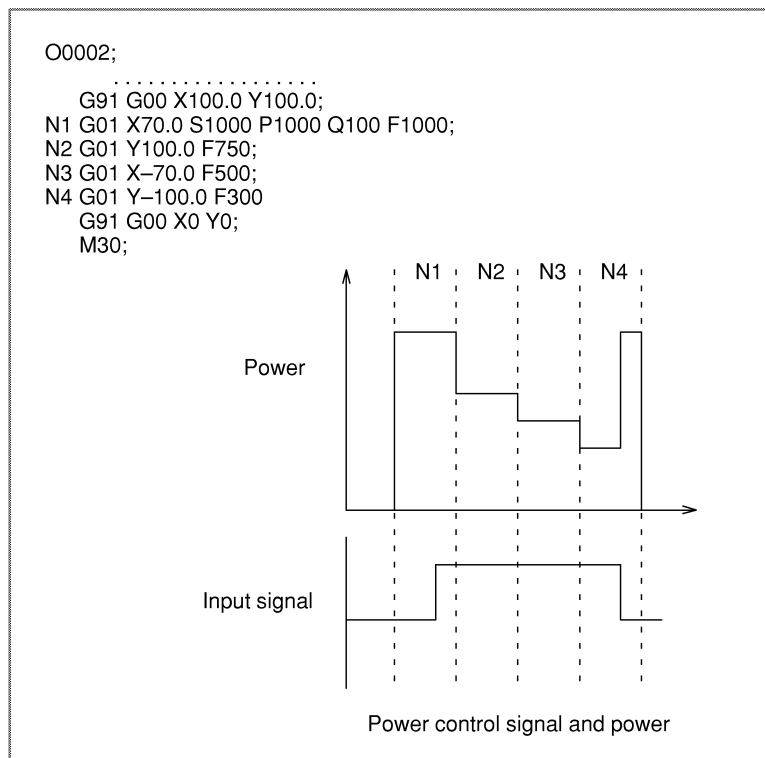 O0002;
. . . . . . . . . . . . . . . . . .
G91 G00 X100.0 Y100.0;
N1 G01 X70.0 S1000 P1000 Q100 F1000;
N2 G01 Y100.0 F750;
N3 G01 X–70.0 F500;
N4 G01 Y–100.0 F300
G91 G00 X0 Y0;
M30;
N1 N2 N3 N4
Power
Input signal
Power control signal and power